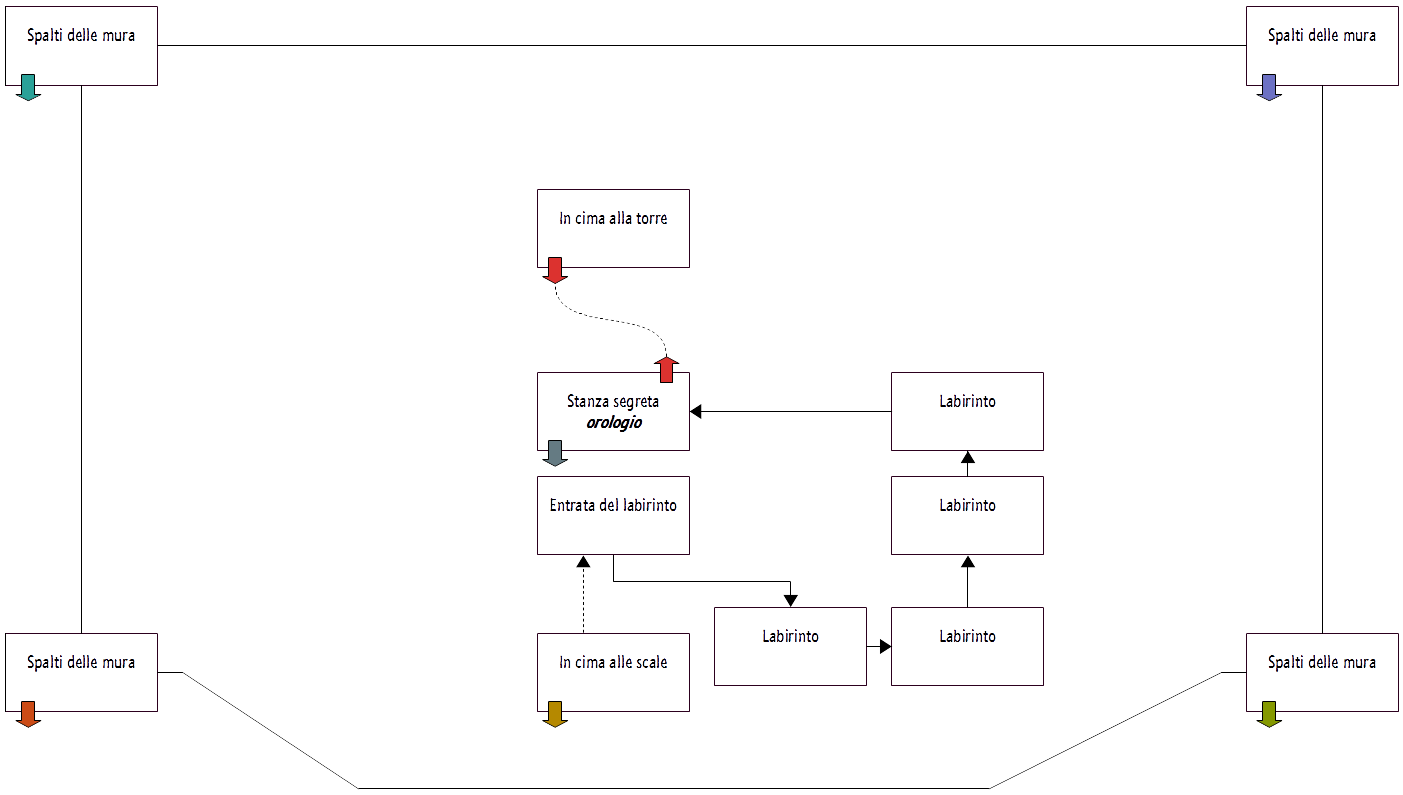 Spalti delle mura
Spalti delle mura
In cima alla torre
Stanza segreta
orologio
Labirinto
Entrata del labirinto
Labirinto
Labirinto
Labirinto
Spalti delle mura
In cima alle scale
Spalti delle mura